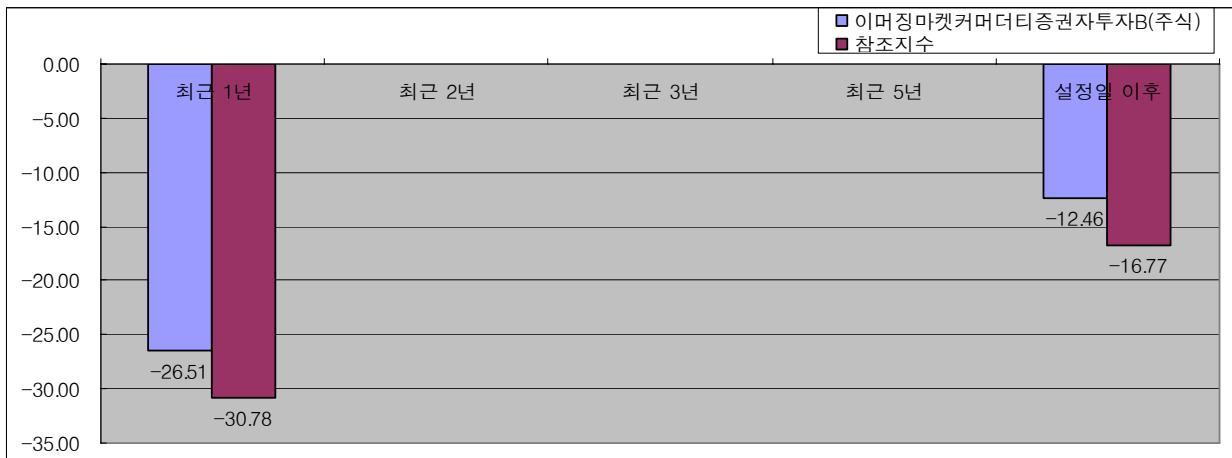 이머징마켓커머더티증권자투자B(주식)
참조지수
0.00
최근 1년
최근 2년
최근 3년
최근 5년
설정일 이후
−5.00
−10.00
−15.00
−12.46
−16.77
−20.00
−25.00
−26.51
−30.00
−30.78
−35.00